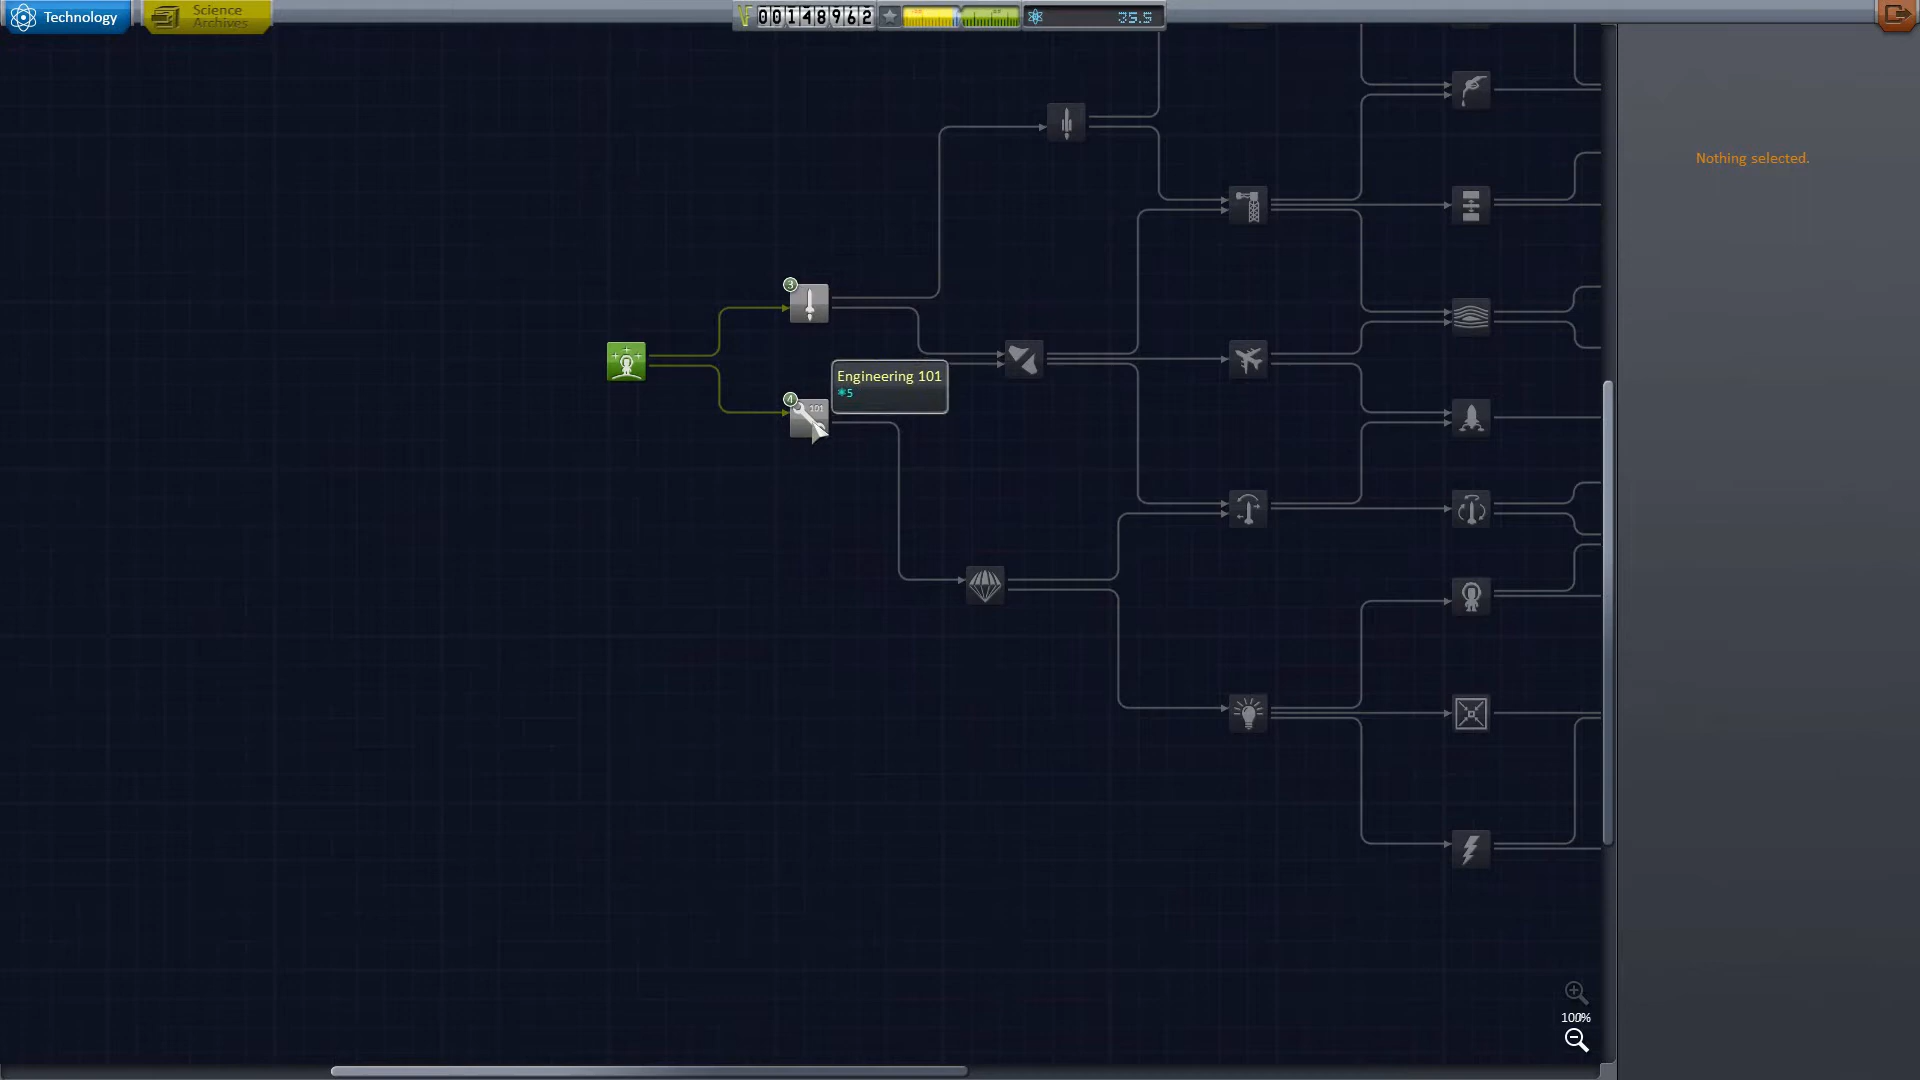 Technology
Science
Archives
00148962
35.5
Nothing selected.
3
4
101
Engineering 101
5
100%